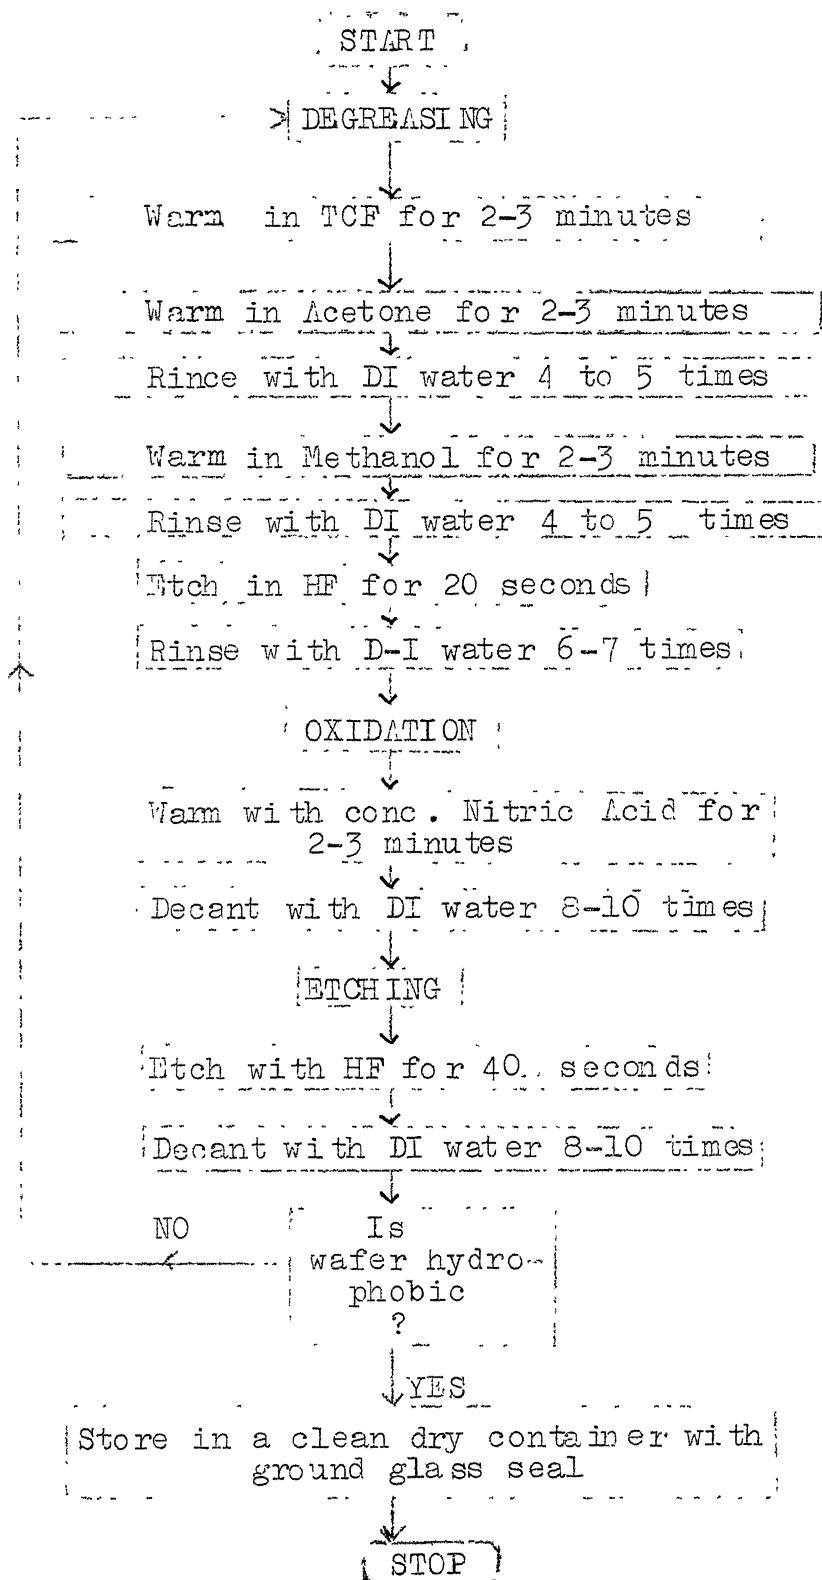 START
DEGREASING
Warm in TCF for 2-3 minutes
Warm in Acetone for 2-3 minutes
Rince with DI water 4 to 5 times
Warm in Methanol for 2-3 minutes
Rinse with DI water 4 to 5 times
Etch in HF for 20 seconds
Rinse with D-I water 6-7 times
OXIDATION
Warm with conc. Nitric Acid for
2-3 minutes
Decant with DI water 8-10 times
ETCHING
Etch with HF for 40.. seconds
Decant with DI water 8-10 times
NO
Is
wafer hydro-
phobic
?
YES
Store in a clean dry container with
ground glass seal
STOP